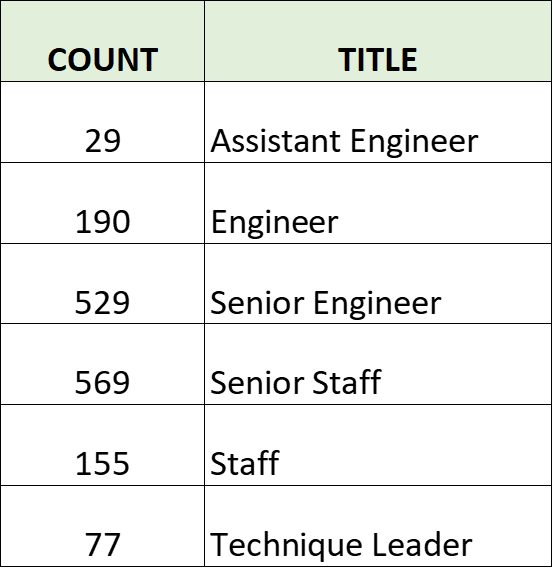 COUNT TITLE
29 Assistant Engineer
190 Engineer
529 Senior Engineer
569 Senior Staff
155 Staff
77 Technique Leader